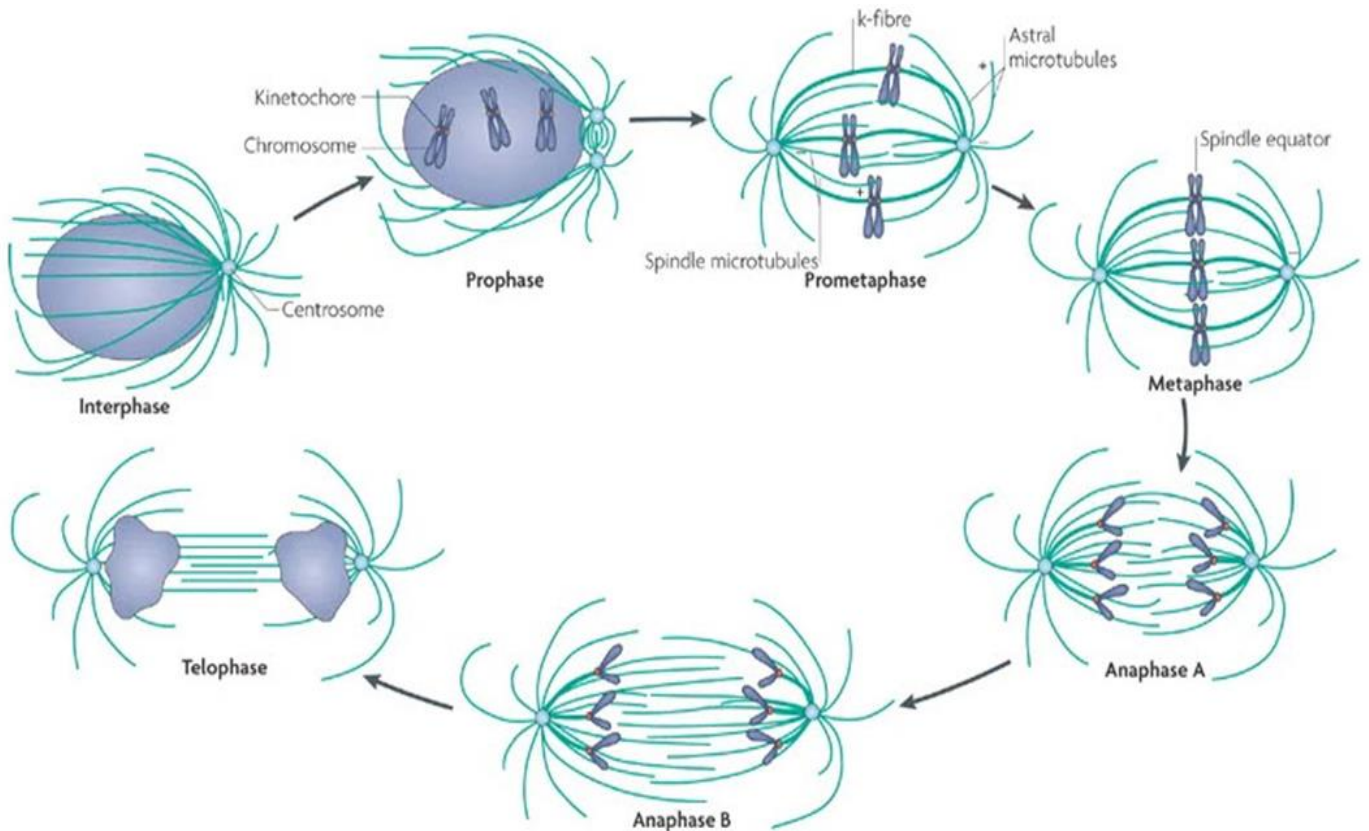 k-fibre
Astral
microtubules
+
Kinetochore
Chromosome
Spindle equator
–
–
+
Spindle microtubules
Prophase
Prometaphase
Centrosome
–
Interphase
Metaphase
Telophase
Anaphase A
Anaphase B